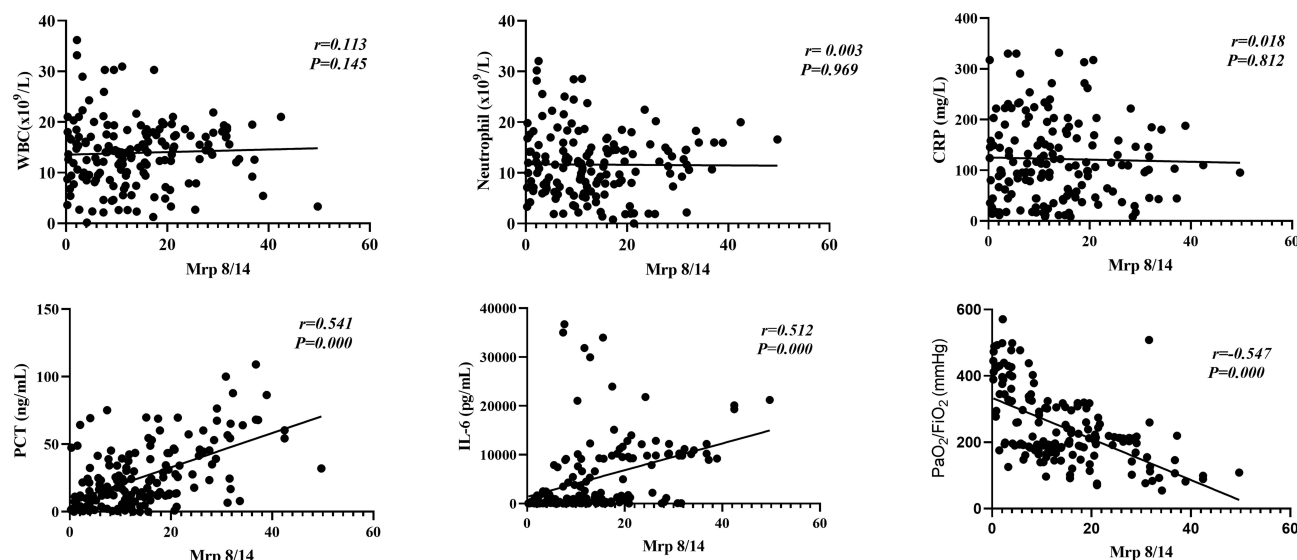 WBC(x10⁹/L)
40
30
20
10
0
0 20 40 60
Mrp 8/14
r=0.113
P=0.145
Neutrophil (x10⁹/L)
40
30
20
10
0
0 20 40 60
Mrp 8/14
r= 0.003
P=0.969
CRP (mg/L)
400
300
200
100
0
0 20 40 60
Mrp 8/14
r=0.018
P=0.812
PCT (ng/mL)
150
100
50
0
0 20 40 60
Mrp 8/14
r=0.541
P=0.000
IL-6 (pg/mL)
40000
30000
20000
10000
0
0 20 40 60
Mrp 8/14
r=0.512
P=0.000
PaO₂/FiO₂ (mmHg)
600
400
200
0
0 20 40 60
Mrp 8/14
r=-0.547
P=0.000